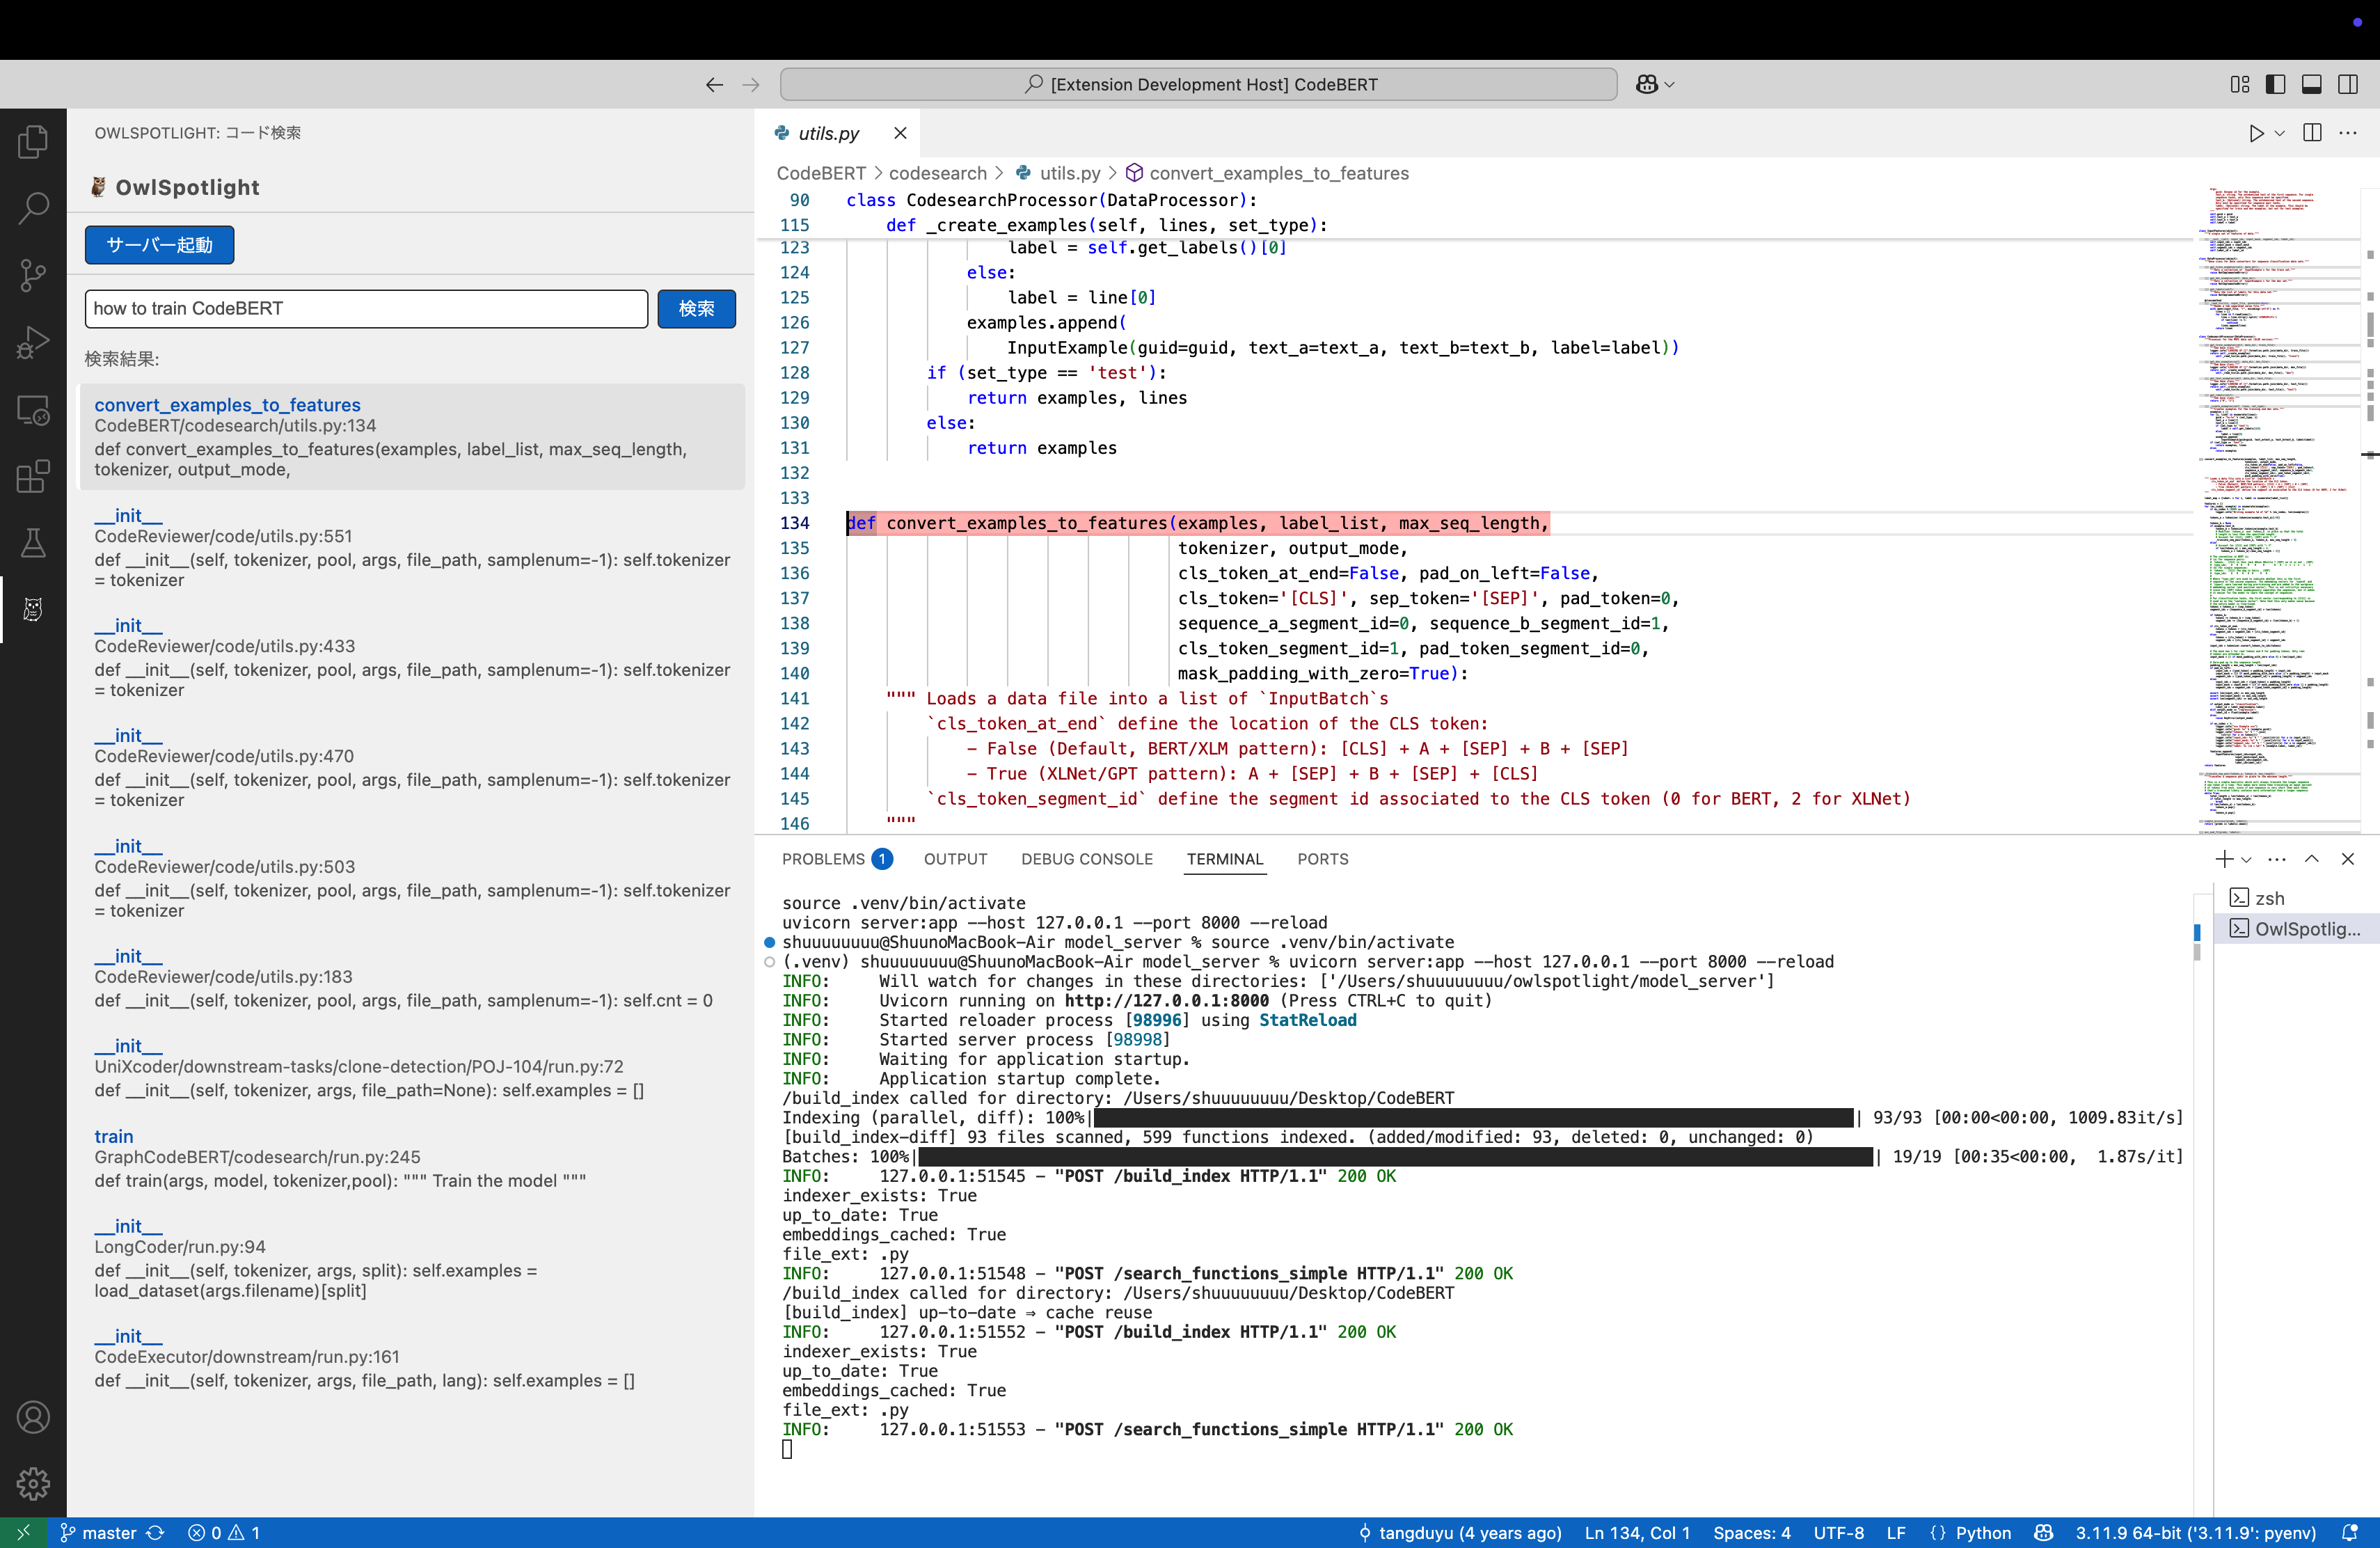 [Extension Development Host] CodeBERT
OWLSPOTLIGHT: コード検索
OwlSpotlight
サーバー起動
how to train CodeBERT
検索
検索結果:
convert_examples_to_features
CodeBERT/codesearch/utils.py:134
def convert_examples_to_features(examples, label_list, max_seq_length,
tokenizer, output_mode,
__init__
CodeReviewer/code/utils.py:551
def __init__(self, tokenizer, pool, args, file_path, samplenum=-1): self.tokenizer
= tokenizer
__init__
CodeReviewer/code/utils.py:433
def __init__(self, tokenizer, pool, args, file_path, samplenum=-1): self.tokenizer
= tokenizer
__init__
CodeReviewer/code/utils.py:470
def __init__(self, tokenizer, pool, args, file_path, samplenum=-1): self.tokenizer
= tokenizer
__init__
CodeReviewer/code/utils.py:503
def __init__(self, tokenizer, pool, args, file_path, samplenum=-1): self.tokenizer
= tokenizer
__init__
CodeReviewer/code/utils.py:183
def __init__(self, tokenizer, pool, args, file_path, samplenum=-1): self.cnt = 0
__init__
UniXcoder/downstream-tasks/clone-detection/POJ-104/run.py:72
def __init__(self, tokenizer, args, file_path=None): self.examples = []
train
GraphCodeBERT/codesearch/run.py:245
def train(args, model, tokenizer,pool): """ Train the model """
__init__
LongCoder/run.py:94
def __init__(self, tokenizer, args, split): self.examples =
load_dataset(args.filename)[split]
__init__
CodeExecutor/downstream/run.py:161
def __init__(self, tokenizer, args, file_path, lang): self.examples = []
utils.py
CodeBERT > codesearch > utils.py > convert_examples_to_features
90 class CodesearchProcessor(DataProcessor):
115 def _create_examples(self, lines, set_type):
123 label = self.get_labels()[0]
124 else:
125 label = line[0]
126 examples.append(
127 InputExample(guid=guid, text_a=text_a, text_b=text_b, label=label))
128 if (set_type == 'test'):
129 return examples, lines
130 else:
131 return examples
132
133
134 def convert_examples_to_features(examples, label_list, max_seq_length,
135 tokenizer, output_mode,
136 cls_token_at_end=False, pad_on_left=False,
137 cls_token='[CLS]', sep_token='[SEP]', pad_token=0,
138 sequence_a_segment_id=0, sequence_b_segment_id=1,
139 cls_token_segment_id=1, pad_token_segment_id=0,
140 mask_padding_with_zero=True):
141 """ Loads a data file into a list of `InputBatch`s
142 `cls_token_at_end` define the location of the CLS token:
143 - False (Default, BERT/XLM pattern): [CLS] + A + [SEP] + B + [SEP]
144 - True (XLNet/GPT pattern): A + [SEP] + B + [SEP] + [CLS]
145 `cls_token_segment_id` define the segment id associated to the CLS token (0 for BERT, 2 for XLNet)
146 """
PROBLEMS 1 OUTPUT DEBUG CONSOLE TERMINAL PORTS
source .venv/bin/activate
uvicorn server:app --host 127.0.0.1 --port 8000 --reload
shuuuuuuuu@ShuunoMacBook-Air model_server % source .venv/bin/activate
(.venv) shuuuuuuuu@ShuunoMacBook-Air model_server % uvicorn server:app --host 127.0.0.1 --port 8000 --reload
INFO: Will watch for changes in these directories: ['/Users/shuuuuuuuu/owlspotlight/model_server']
INFO: Uvicorn running on http://127.0.0.1:8000 (Press CTRL+C to quit)
INFO: Started reloader process [98996] using StatReload
INFO: Started server process [98998]
INFO: Waiting for application startup.
INFO: Application startup complete.
/build_index called for directory: /Users/shuuuuuuuu/Desktop/CodeBERT
Indexing (parallel, diff): 100%| | 93/93 [00:00<00:00, 1009.83it/s]
[build_index-diff] 93 files scanned, 599 functions indexed. (added/modified: 93, deleted: 0, unchanged: 0)
Batches: 100%| | 19/19 [00:35<00:00, 1.87s/it]
INFO: 127.0.0.1:51545 - "POST /build_index HTTP/1.1" 200 OK
indexer_exists: True
up_to_date: True
embeddings_cached: True
file_ext: .py
INFO: 127.0.0.1:51548 - "POST /search_functions_simple HTTP/1.1" 200 OK
/build_index called for directory: /Users/shuuuuuuuu/Desktop/CodeBERT
[build_index] up-to-date ⇒ cache reuse
INFO: 127.0.0.1:51552 - "POST /build_index HTTP/1.1" 200 OK
indexer_exists: True
up_to_date: True
embeddings_cached: True
file_ext: .py
INFO: 127.0.0.1:51553 - "POST /search_functions_simple HTTP/1.1" 200 OK
zsh
OwlSpotlig...
master 0 1 tangduyu (4 years ago) Ln 134, Col 1 Spaces: 4 UTF-8 LF {} Python 3.11.9 64-bit ('3.11.9': pyenv)